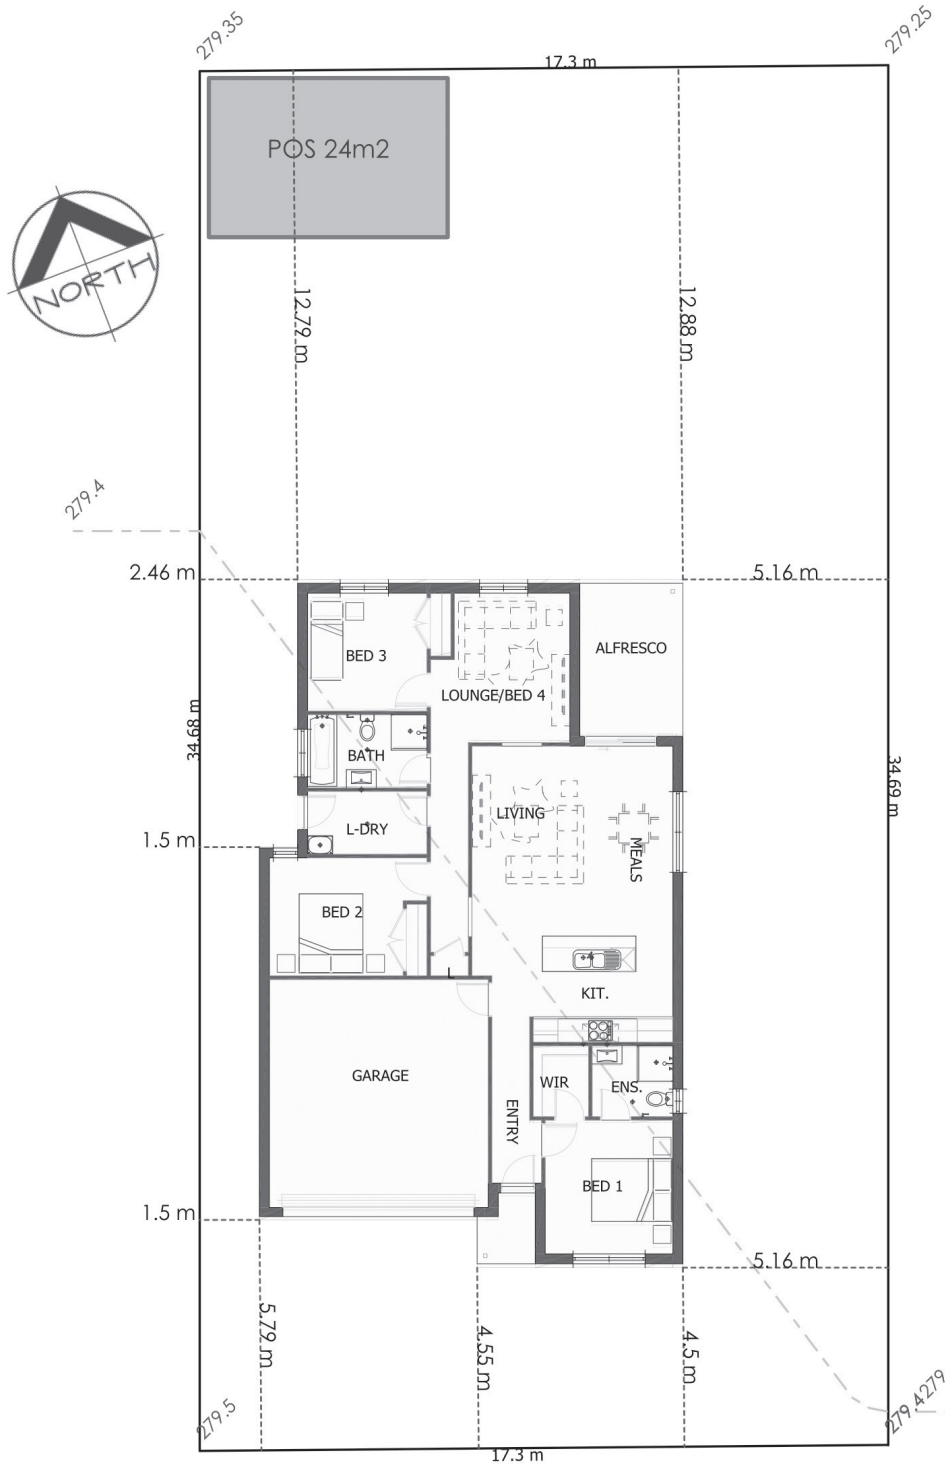 279.35
279.25
17.3 m
POS 24m2
NORTH
12.79 m
12.88 m
279.4
2.46 m
5.16 m
BED 3
ALFRESCO
LOUNGE/BED 4
34.68 m
BATH
34.69 m
LIVING
L-DRY
1.5 m
MEALS
BED 2
L
KIT.
GARAGE
WIR
ENS.
ENTRY
BED 1
1.5 m
5.16 m
5.79 m
4.55 m
4.5 m
279.5
279.4
279
17.3 m